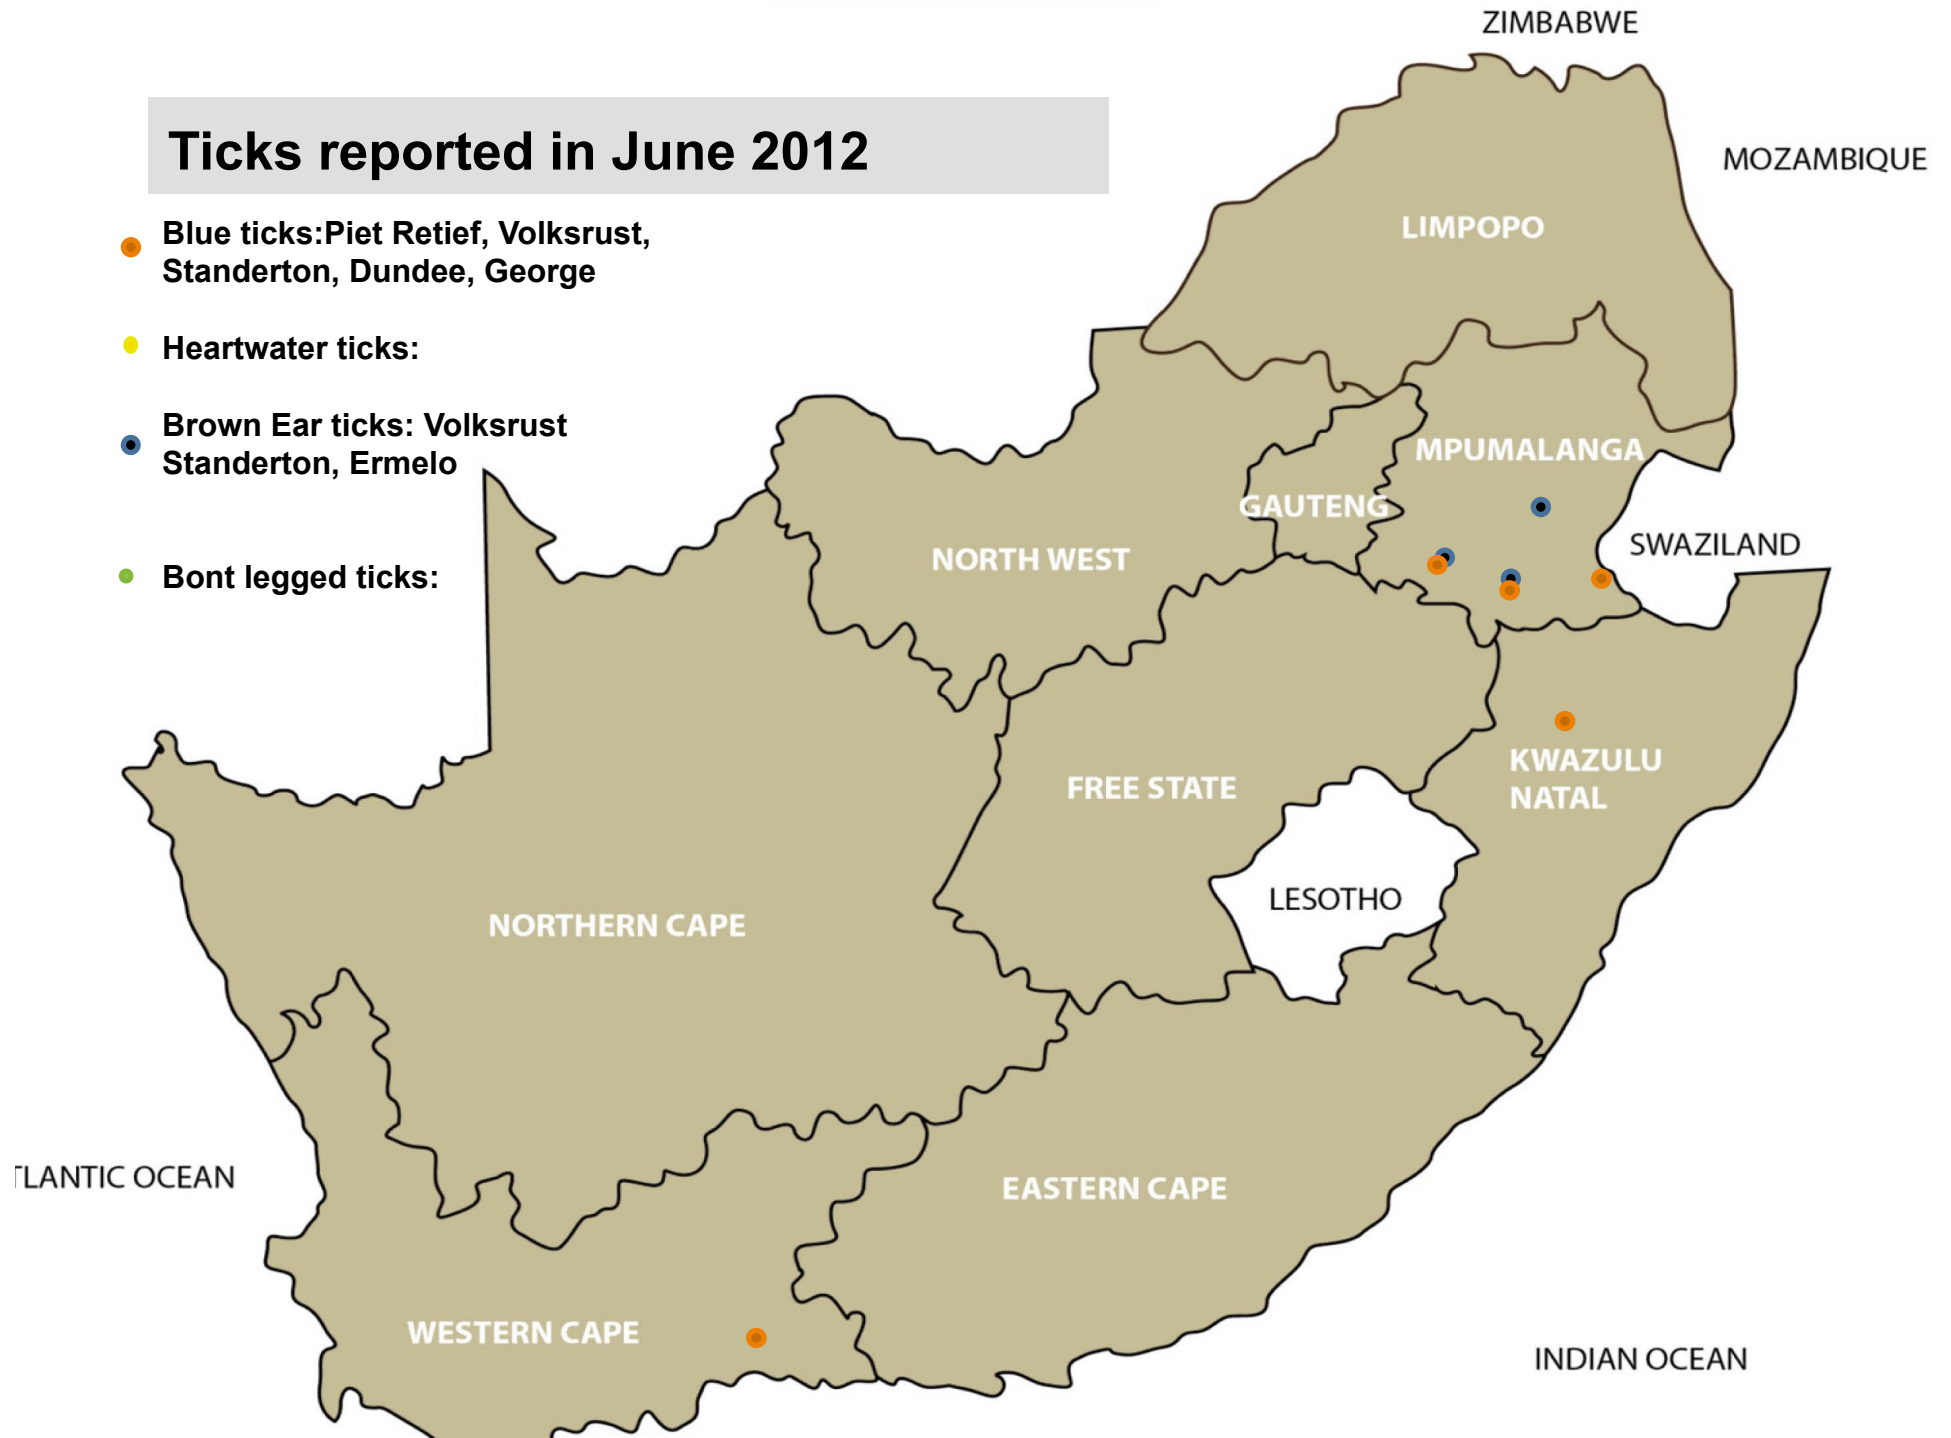 ZIMBABWE
Ticks reported in June 2012
MOZAMBIQUE
Blue ticks:Piet Retief, Volksrust,
Standerton, Dundee, George
LIMPOPO
Heartwater ticks:
Brown Ear ticks: Volksrust
Standerton, Ermelo
MPUMALANGA
GAUTENG
SWAZILAND
NORTH WEST
Bont legged ticks:
KWAZULU
NATAL
FREE STATE
LESOTHO
NORTHERN CAPE
TLANTIC OCEAN
EASTERN CAPE
WESTERN CAPE
INDIAN OCEAN